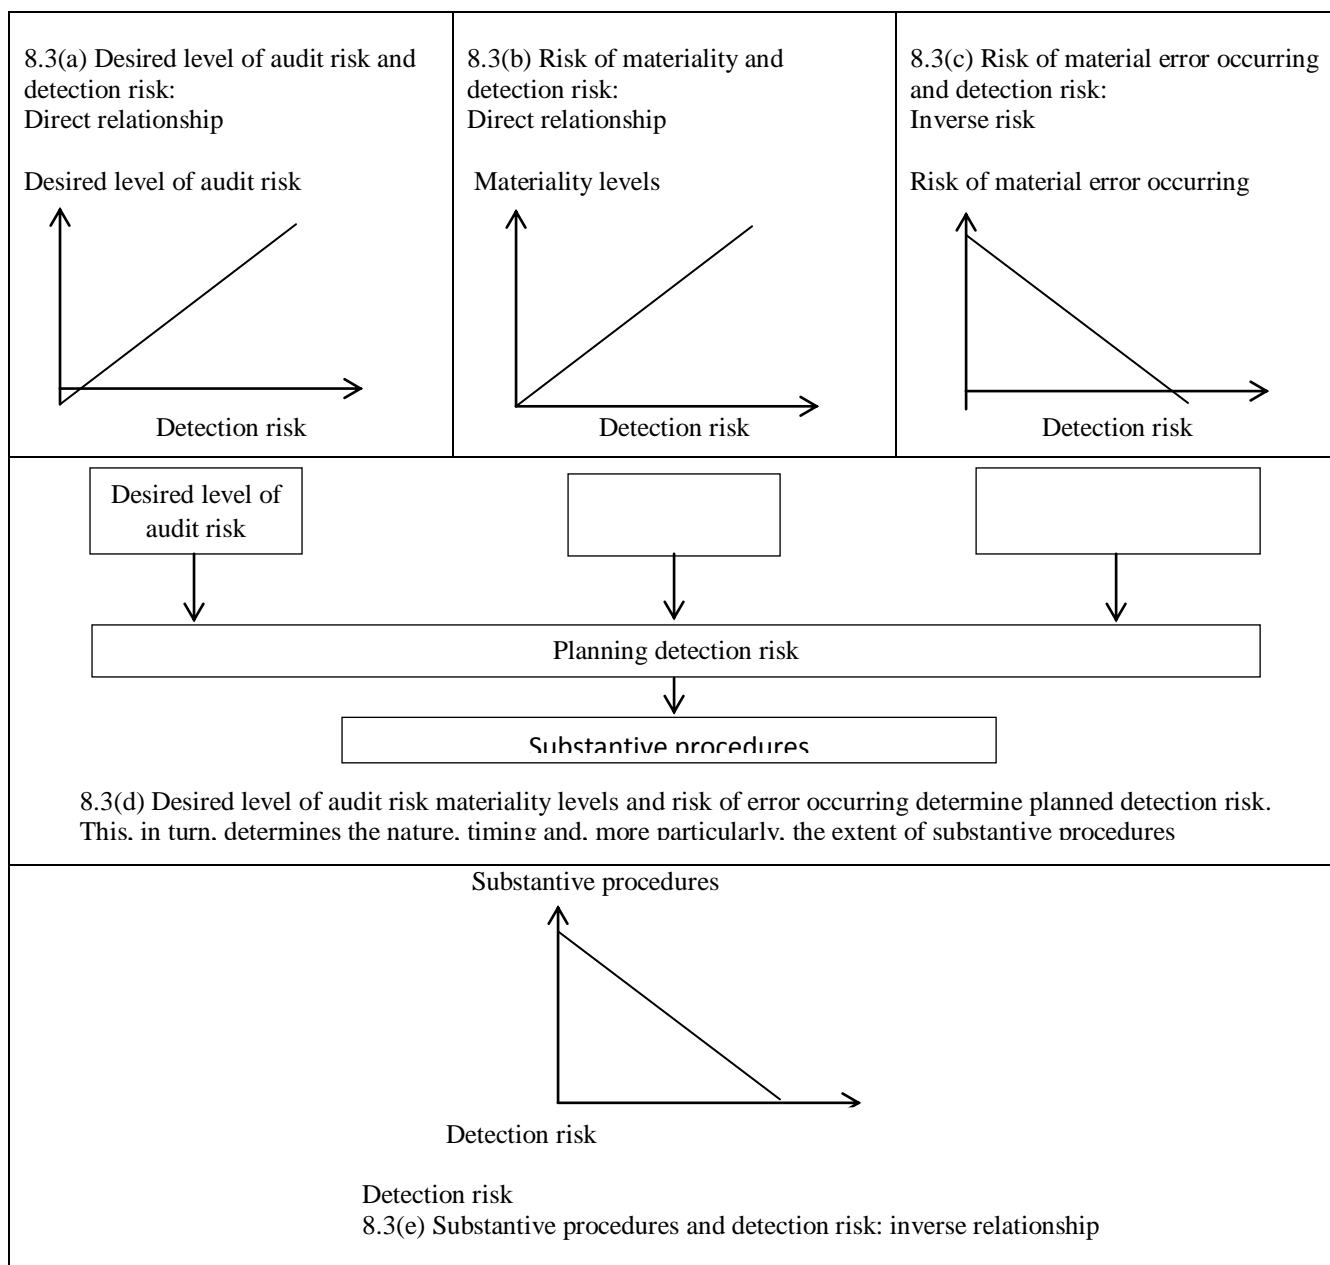 8.3(a) Desired level of audit risk and
detection risk:
Direct relationship
Desired level of audit risk
Detection risk
8.3(b) Risk of materiality and
detection risk:
Direct relationship
Materiality levels
Detection risk
8.3(c) Risk of material error occurring
and detection risk:
Inverse risk
Risk of material error occurring
Detection risk
Desired level of
audit risk
Planning detection risk
Substantive procedures
8.3(d) Desired level of audit risk materiality levels and risk of error occurring determine planned detection risk.
This, in turn, determines the nature, timing and, more particularly, the extent of substantive procedures
Substantive procedures
Detection risk
Detection risk
8.3(e) Substantive procedures and detection risk: inverse relationship